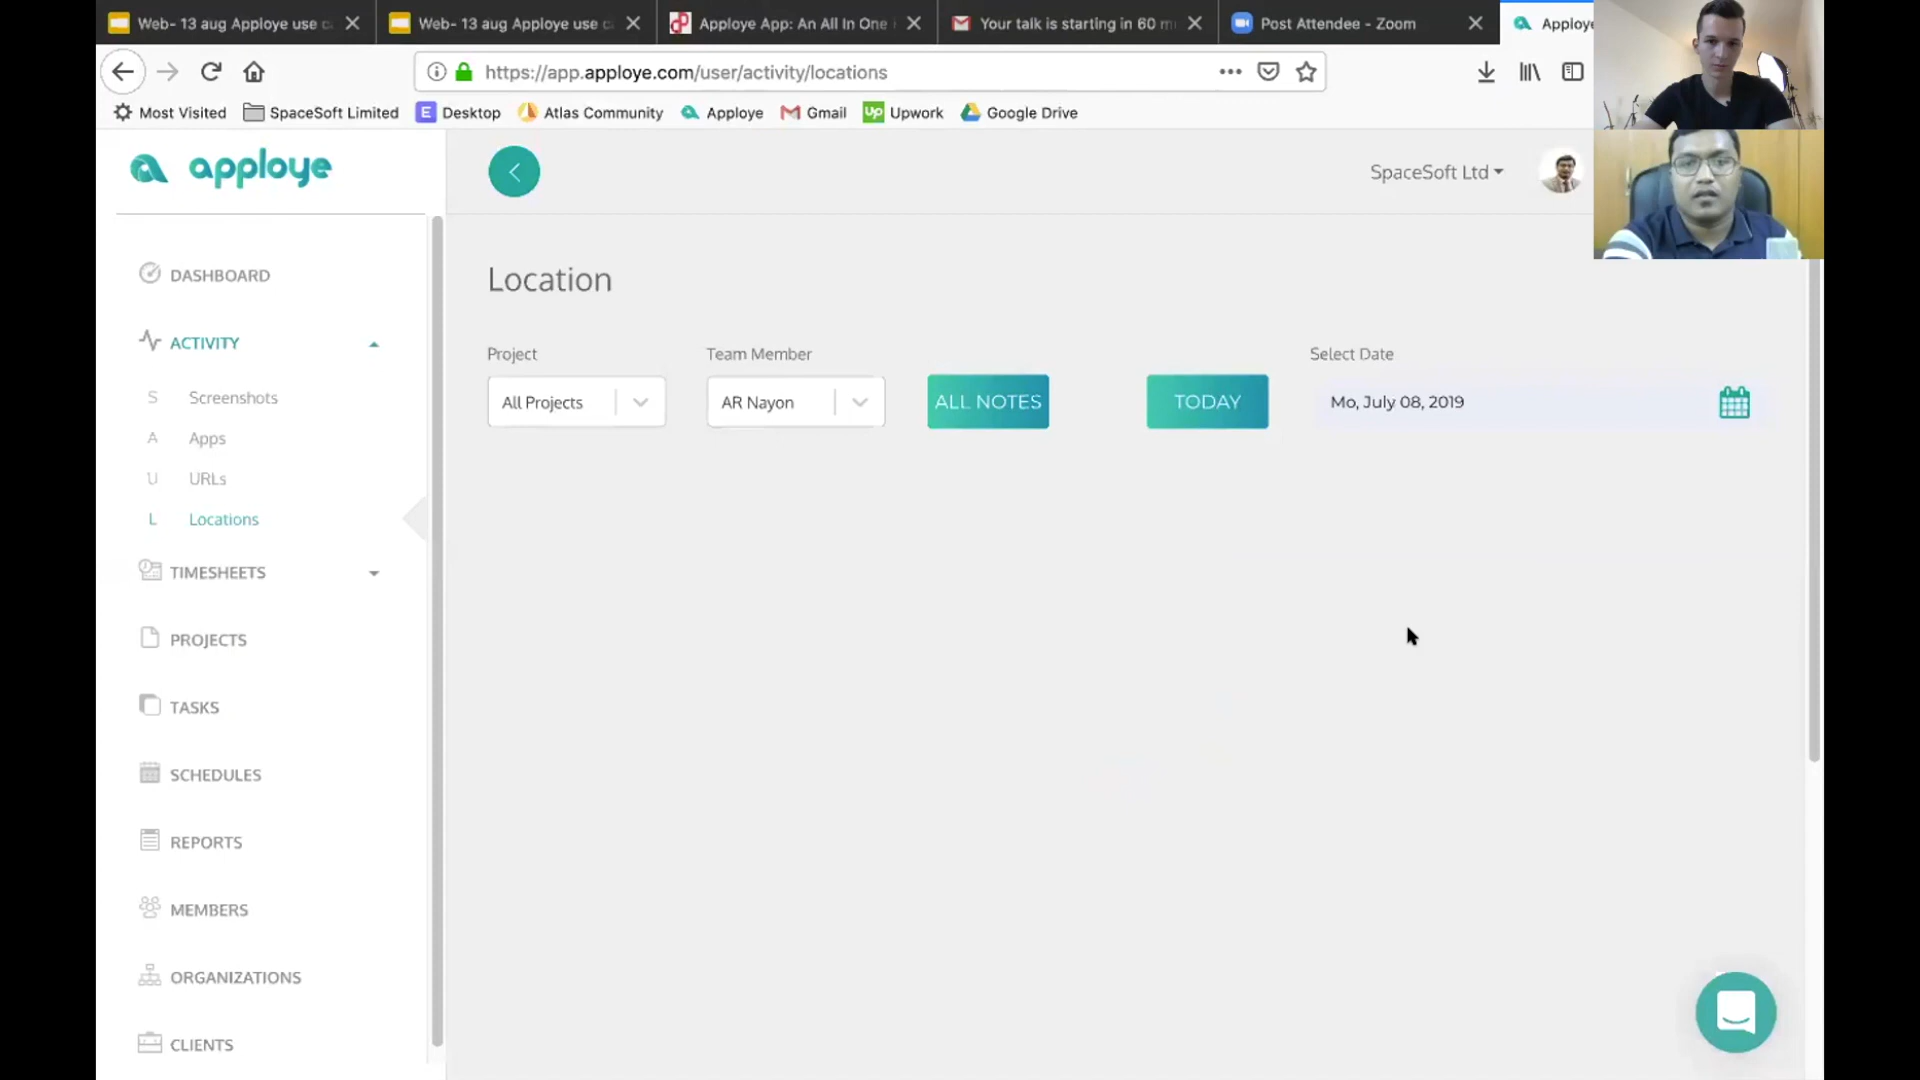 Web- 13 aug Apploye use c
Web- 13 aug Apploye use c
Apploye App: An All In One
Your talk is starting in 60 m
Post Attendee - Zoom
Apploye
https://app.apploye.com/user/activity/locations
Most Visited
SpaceSoft Limited
E Desktop
Atlas Community
Apploye
Gmail
up Upwork
Google Drive
apploye
SpaceSoft Ltd
DASHBOARD
Location
ACTIVITY
Project
Team Member
Select Date
S Screenshots
All Projects
AR Nayon
ALL NOTES
TODAY
Mo, July 08, 2019
A Apps
U URLs
L Locations
TIMESHEETS
PROJECTS
TASKS
SCHEDULES
REPORTS
MEMBERS
ORGANIZATIONS
CLIENTS